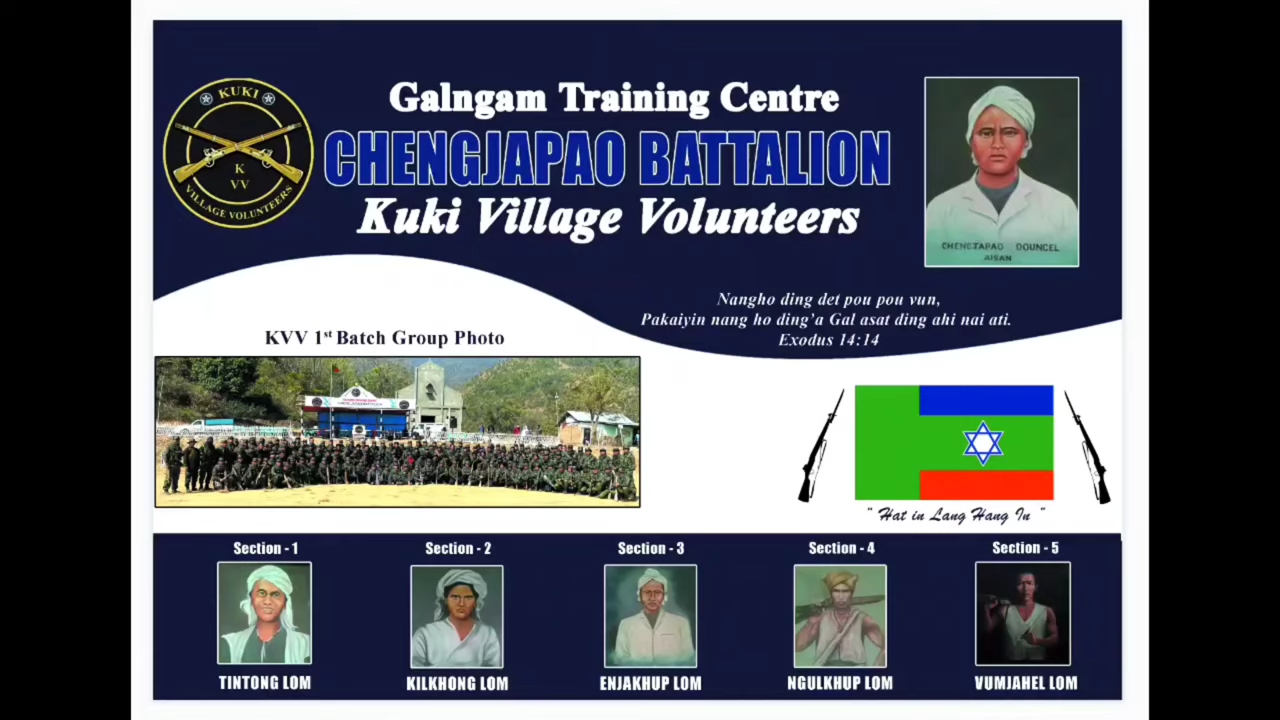 KUKI
K
VV
VILLAGE VOLUNTEERS
Galngam Training Centre
CHENGJAPAO BATTALION
Kuki Village Volunteers
CHENGJAPAO DOUNGEL
AISAN
Nangho ding det pou pou vun,
Pakaiyin nang ho ding'a Gal asat ding ahi nai ati.
Exodus 14:14
KVV 1st Batch Group Photo
" Hat in Lang Hang In "
Section - 1
Section - 2
Section - 3
Section - 4
Section - 5
TINTONG LOM
KILKHONG LOM
ENJAKHUP LOM
NGULKHUP LOM
VUMJAHEL LOM